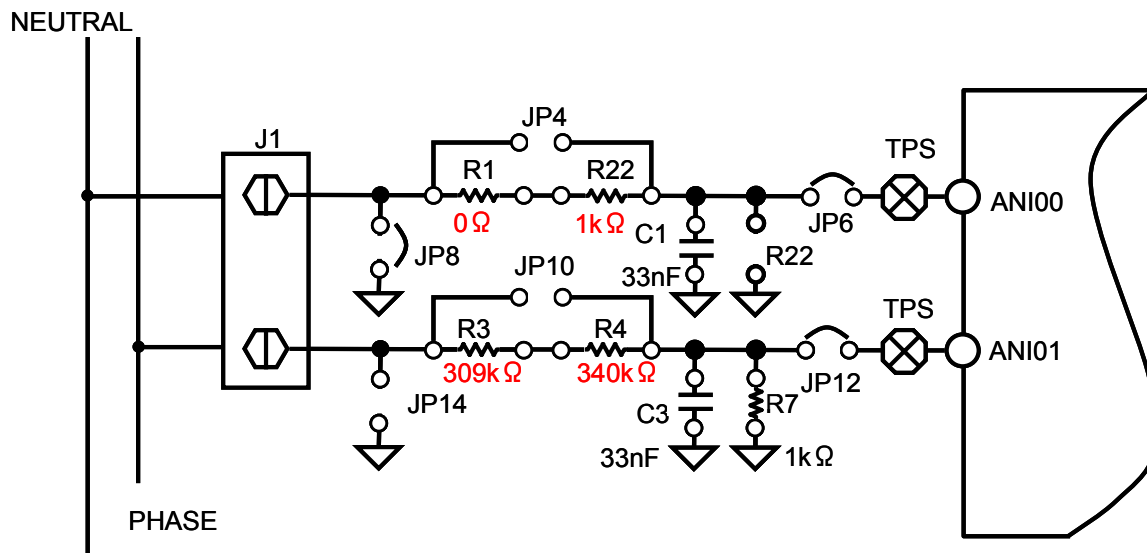 NEUTRAL
J1
JP4
TPS
R1
R22
0Ω
1kΩ
ANI00
C1
JP6
JP8
R22
33nF
JP10
TPS
R3
R4
309kΩ
340kΩ
ANI01
JP14
C3
R7
JP12
33nF
1kΩ
PHASE